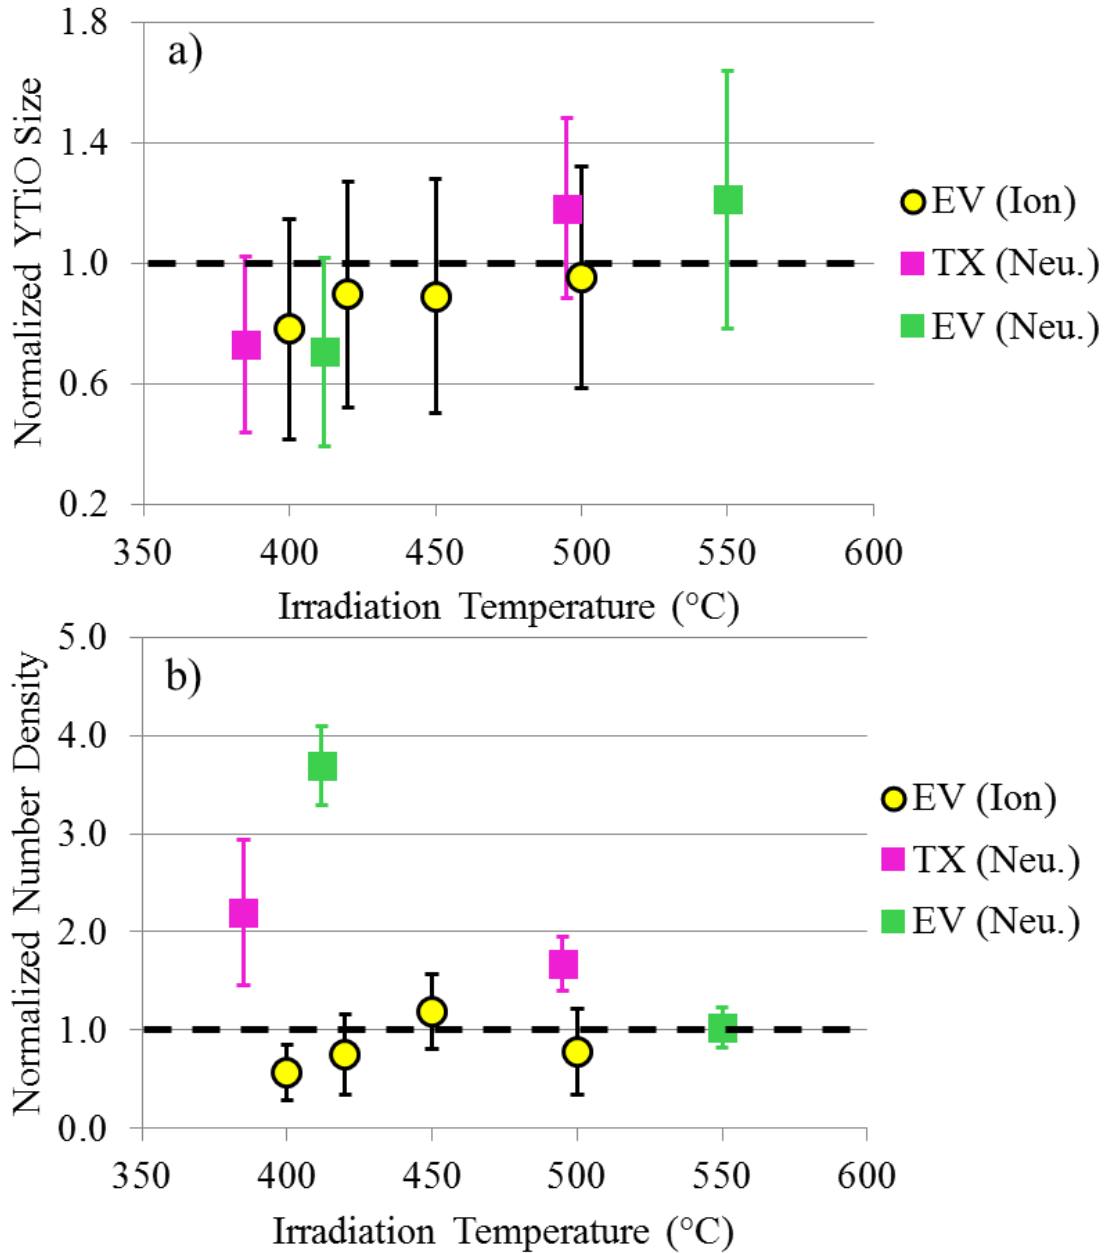 a)
Normalized YTiO Size
1.8
1.4
1.0
0.6
0.2
350 400 450 500 550 600
Irradiation Temperature (°C)
EV (Ion)
TX (Neu.)
EV (Neu.)
b)
Normalized Number Density
5.0
4.0
3.0
2.0
1.0
0.0
350 400 450 500 550 600
Irradiation Temperature (°C)
EV (Ion)
TX (Neu.)
EV (Neu.)